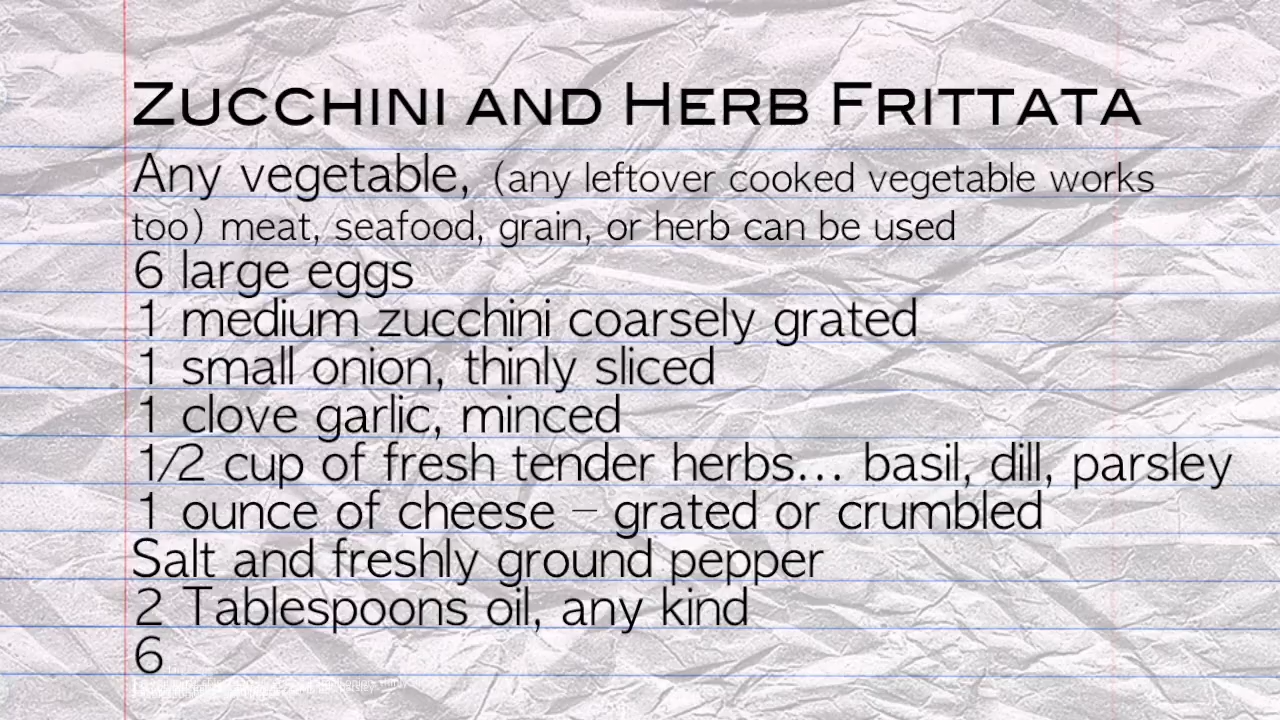 Zucchini and Herb Frittata
Any vegetable, (any leftover cooked vegetable works
too) meat, seafood, grain, or herb can be used
6 large eggs
1 medium zucchini coarsely grated
1 small onion, thinly sliced
1 clove garlic, minced
1/2 cup of fresh tender herbs... basil, dill, parsley
1 ounce of cheese – grated or crumbled
Salt and freshly ground pepper
2 Tablespoons oil, any kind
6